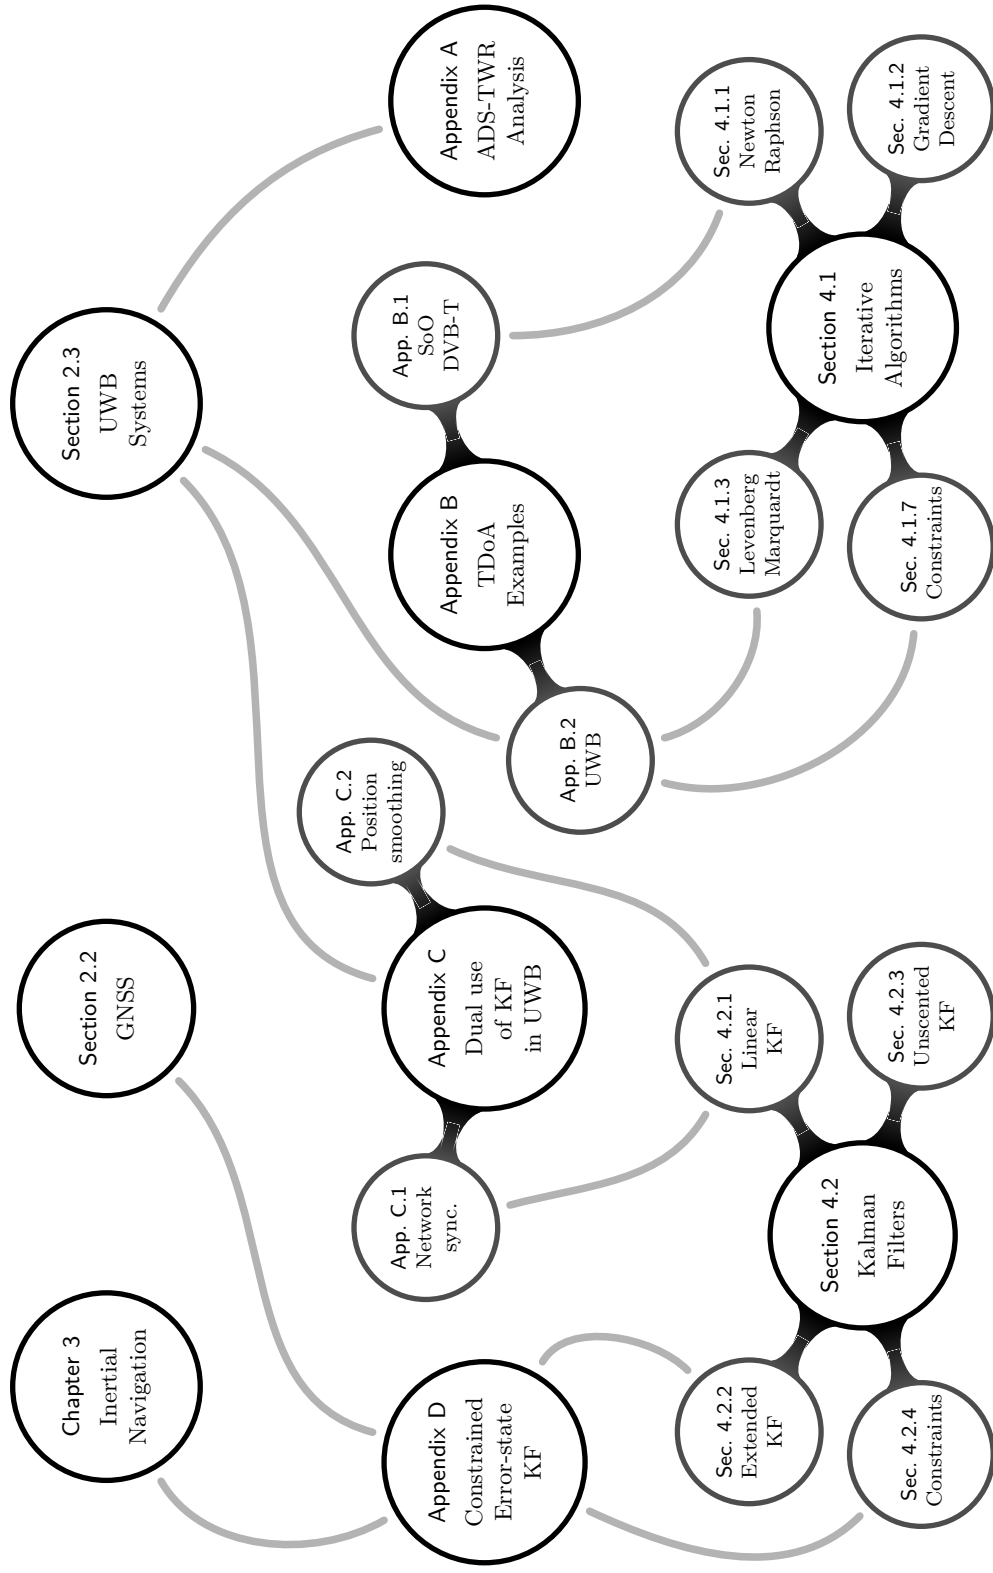 Chapter 3
Inertial
Navigation
Section 2.2
GNSS
Section 2.3
UWB
Systems
Appendix D
Constrained
Error-state
KF
App. C.1
Network
sync.
Appendix C
Dual use
of KF
in UWB
App. C.2
Position
smoothing
App. B.2
UWB
Appendix B
TDoA
Examples
App. B.1
SoO
DVB-T
Appendix A
ADS-TWR
Analysis
Sec. 4.2.2
Extended
KF
Sec. 4.2.4
Constraints
Section 4.2
Kalman
Filters
Sec. 4.2.1
Linear
KF
Sec. 4.2.3
Unscented
KF
Sec. 4.1.3
Levenberg
Marquardt
Sec. 4.1.7
Constraints
Section 4.1
Iterative
Algorithms
Sec. 4.1.1
Newton
Raphson
Sec. 4.1.2
Gradient
Descent